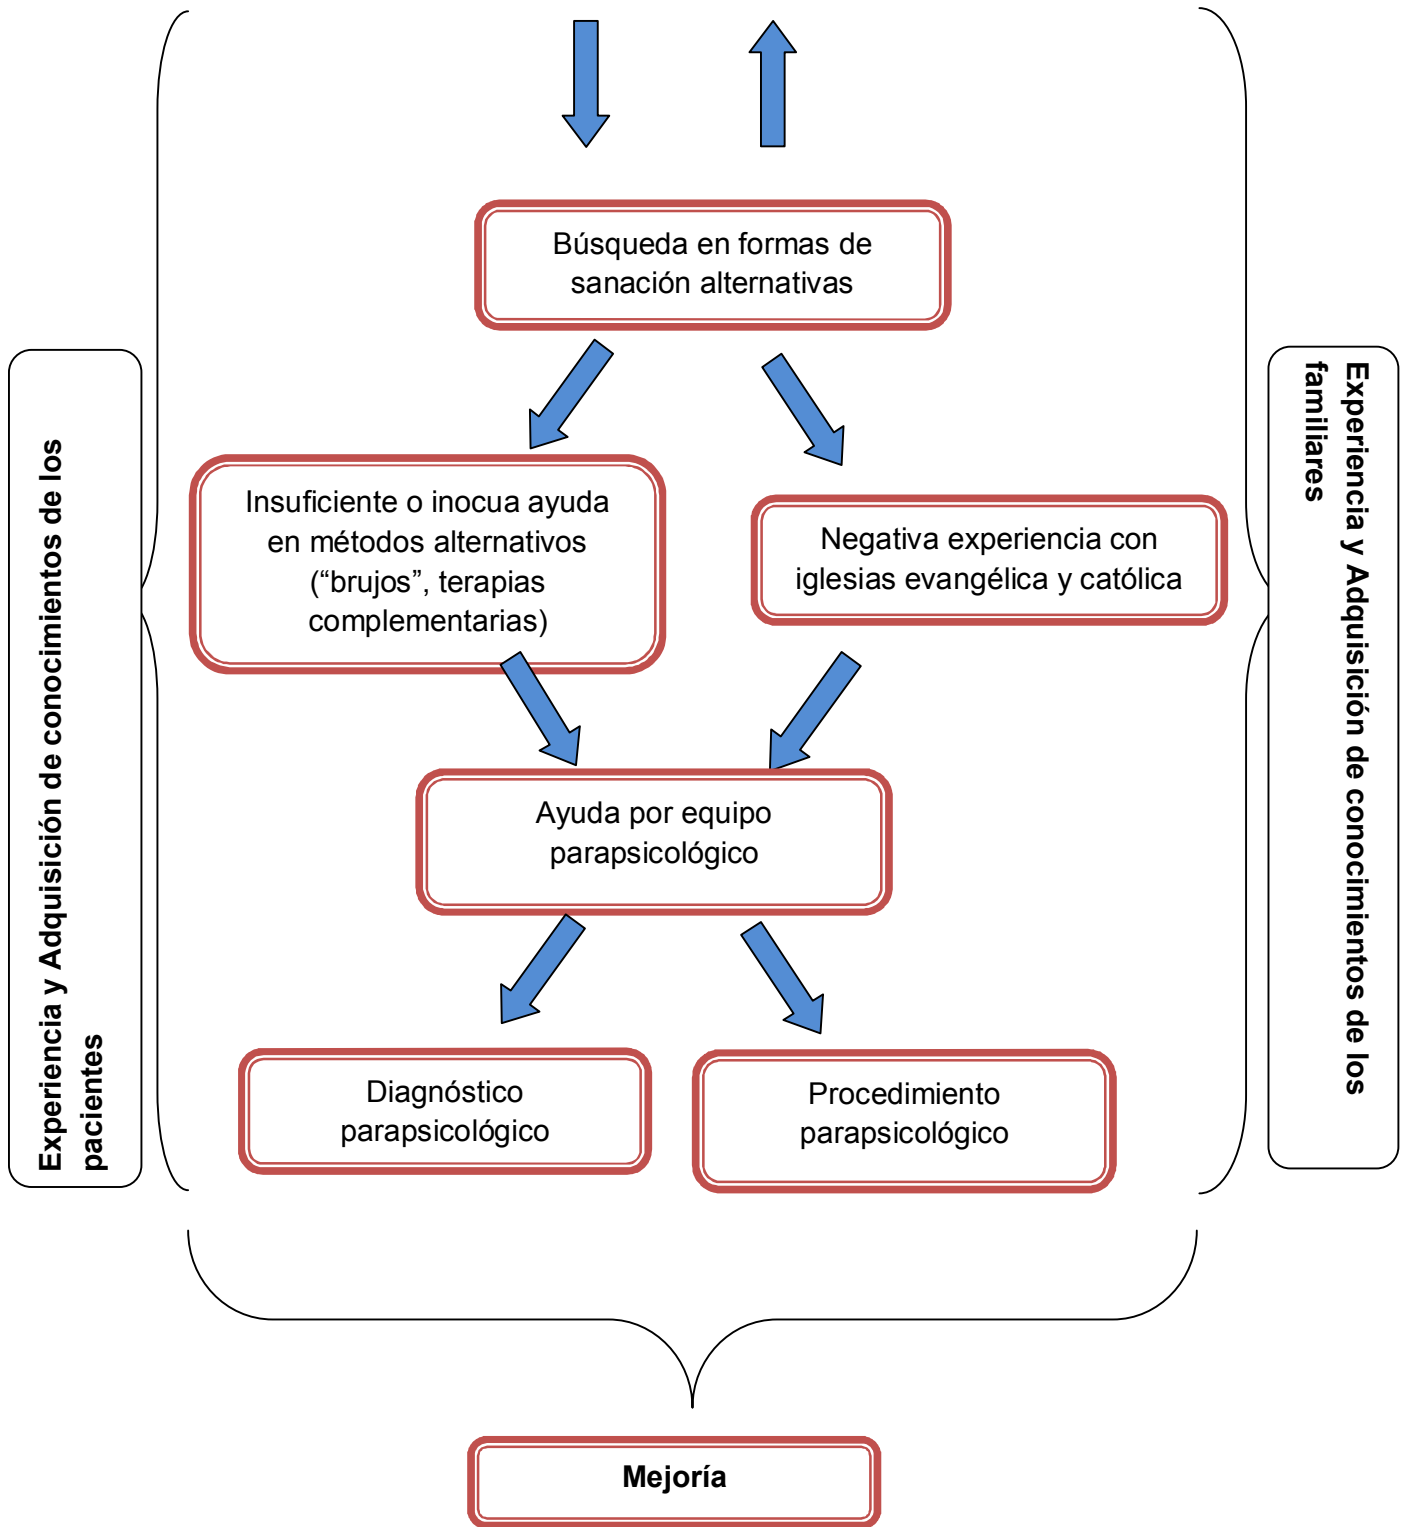 Búsqueda en formas de
sanación alternativas
Experiencia y Adquisición de conocimientos de los
pacientes
Experiencia y Adquisición de conocimientos de los
familiares
Insuficiente o inocua ayuda
en métodos alternativos
(“brujos”, terapias
complementarias)
Negativa experiencia con
iglesias evangélica y católica
Ayuda por equipo
parapsicológico
Diagnóstico
parapsicológico
Procedimiento
parapsicológico
Mejoría